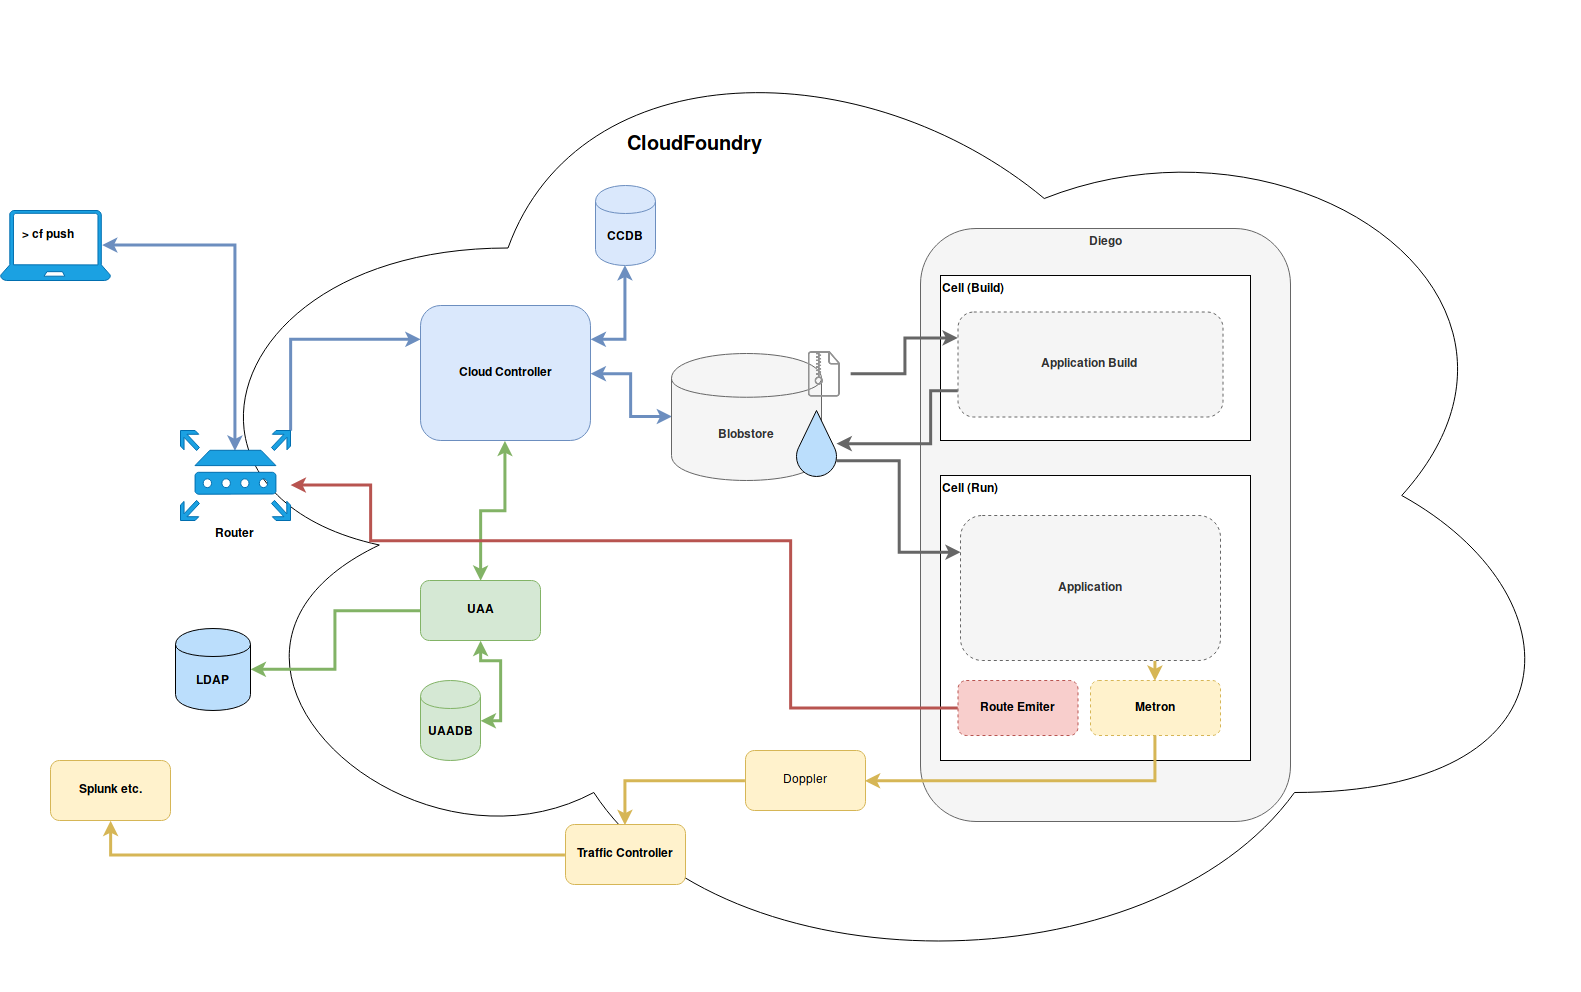 CloudFoundry
> cf push
CCDB
Diego
Cell (Build)
Cloud Controller
Application Build
Blobstore
Cell (Run)
Router
Application
UAA
LDAP
UAADB
Route Emiter
Metron
Doppler
Splunk etc.
Traffic Controller